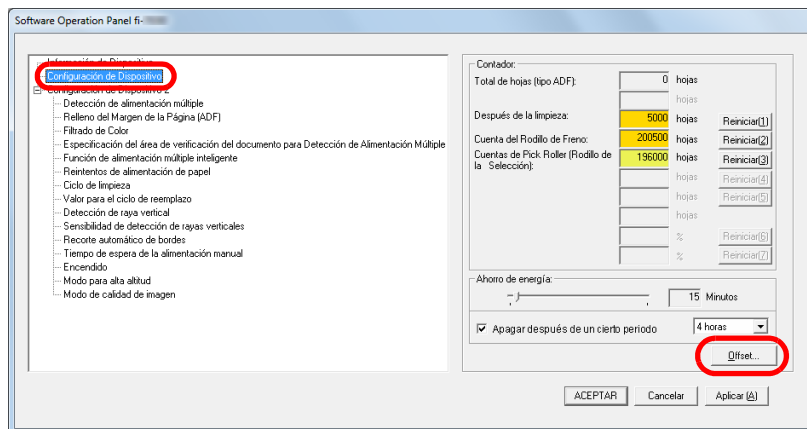 Software Operation Panel fi-
Información de Dispositivo
Configuración de Dispositivo
Configuración de Dispositivo 2
Detección de alimentación múltiple
Relleno del Margen de la Página (ADF)
Filtrado de Color
Especificación del área de verificación del documento para Detección de Alimentación Múltiple
Función de alimentación múltiple inteligente
Reintentos de alimentación de papel
Ciclo de limpieza
Valor para el ciclo de reemplazo
Detección de raya vertical
Sensibilidad de detección de rayas verticales
Recorte automático de bordes
Tiempo de espera de la alimentación manual
Encendido
Modo para alta altitud
Modo de calidad de imagen
Contador:
Total de hojas (tipo ADF): 0 hojas
hojas
Después de la limpieza: 5000 hojas Reiniciar(1)
Cuenta del Rodillo de Freno: 200500 hojas Reiniciar(2)
Cuentas de Pick Roller (Rodillo de la Selección): 196000 hojas Reiniciar(3)
hojas Reiniciar(4)
hojas Reiniciar(5)
hojas
% Reiniciar(6)
% Reiniciar(7)
Ahorro de energía:
15 Minutos
Apagar después de un cierto periodo 4 horas
Offset...
ACEPTAR Cancelar Aplicar (A)